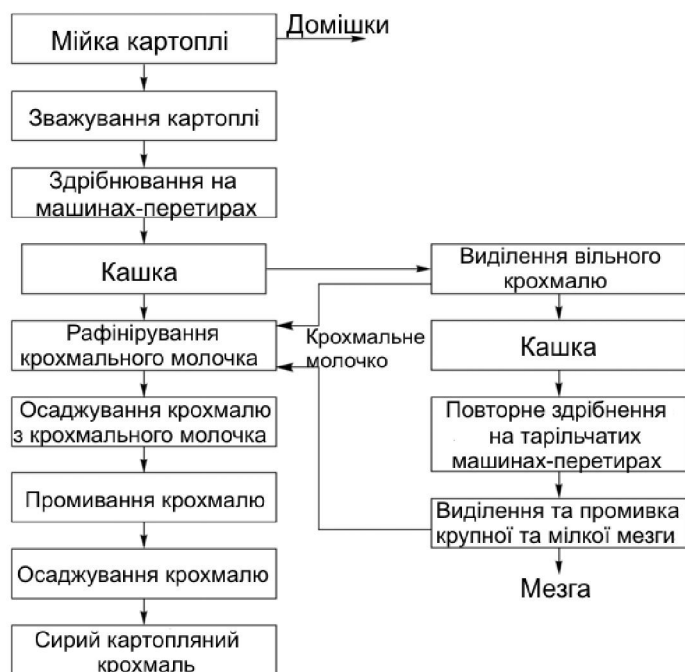 Мійка картоплі
Домішки
Зважування картоплі
Здрібнювання на
машинах-перетирах
Кашка
Рафінірування
крохмального молочка
Осаджування крохмалю
з крохмального молочка
Промивання крохмалю
Осаджування крохмалю
Сирий картопляний
крохмаль
Крохмальне
молочко
Виділення вільного
крохмалю
Кашка
Повторне здрібнення
на тарільчатих
машинах-перетирах
Виділення та промивка
крупної та мілкої мезги
Мезга